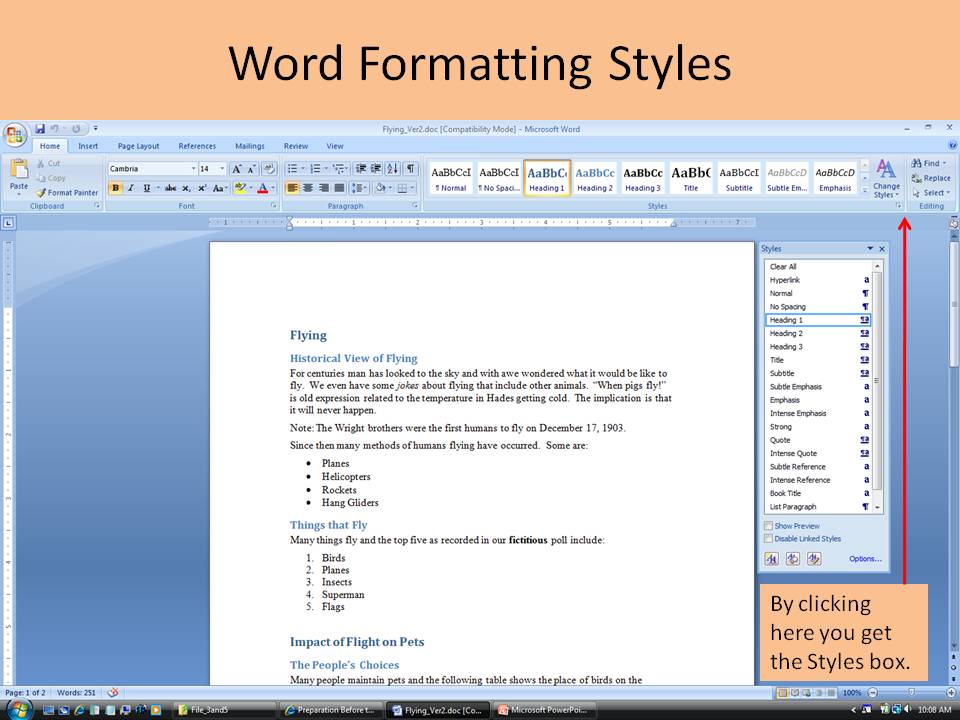 Word Formatting Styles
Flying_Ver2.doc [Compatibility Mode] - Microsoft Word
Home Insert Page Layout References Mailings Review View
Paste
Cut
Copy
Format Painter
Clipboard
Cambria 14
Font
Paragraph
AaBbCcI AaBbCcI AaBbC AaBbCc AaBbCc AaBbC AaBbCcI AaBbCcD AaBbCcD
¶ Normal ¶ No Spaci... Heading 1 Heading 2 Heading 3 Title Subtitle Subtle Em... Emphasis
Styles
Change
Styles
Find
Replace
Select
Editing
Flying
Historical View of Flying
For centuries man has looked to the sky and with awe wondered what it would be like to
fly. We even have some jokes about flying that include other animals. “When pigs fly!”
is old expression related to the temperature in Hades getting cold. The implication is that
it will never happen.
Note: The Wright brothers were the first humans to fly on December 17, 1903.
Since then many methods of humans flying have occurred. Some are:
• Planes
• Helicopters
• Rockets
• Hang Gliders
Things that Fly
Many things fly and the top five as recorded in our fictitious poll include:
1. Birds
2. Planes
3. Insects
4. Superman
5. Flags
Impact of Flight on Pets
The People’s Choices
Many people maintain pets and the following table shows the place of birds on the
Styles
Clear All
Hyperlink a
Normal ¶
No Spacing ¶
Heading 1 ¶a
Heading 2 ¶a
Heading 3 ¶a
Title ¶a
Subtitle ¶a
Subtle Emphasis a
Emphasis a
Intense Emphasis a
Strong a
Quote ¶a
Intense Quote ¶a
Subtle Reference a
Intense Reference a
Book Title a
List Paragraph ¶
Show Preview
Disable Linked Styles
Options...
By clicking
here you get
the Styles box.
Page: 1 of 2 Words: 251 100%
File_3and5 Preparation Before t... Flying_Ver2.doc [Co... Microsoft PowerPoi... 10:08 AM